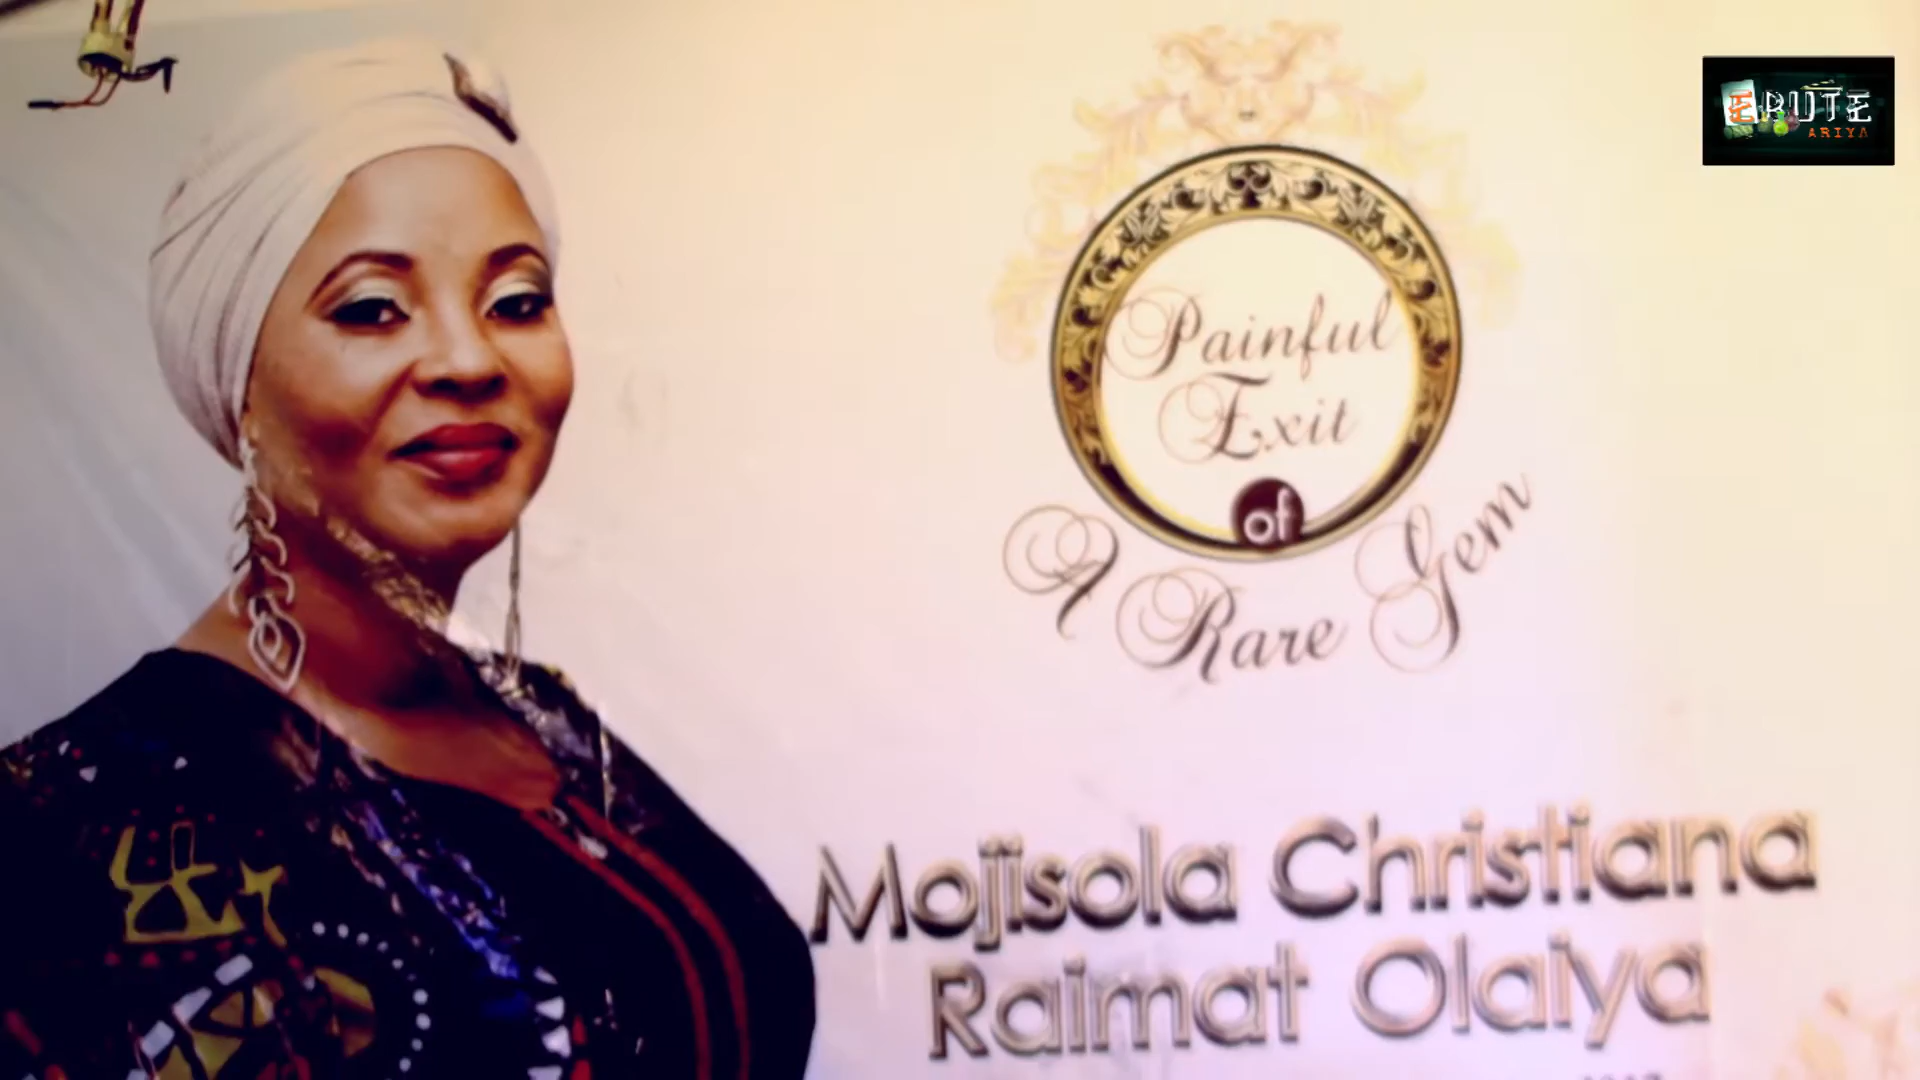 ERUTE
ARIYA
Painful
Exit
of
A Rare Gem
Mojisola Christiana
Raimat Olaiya